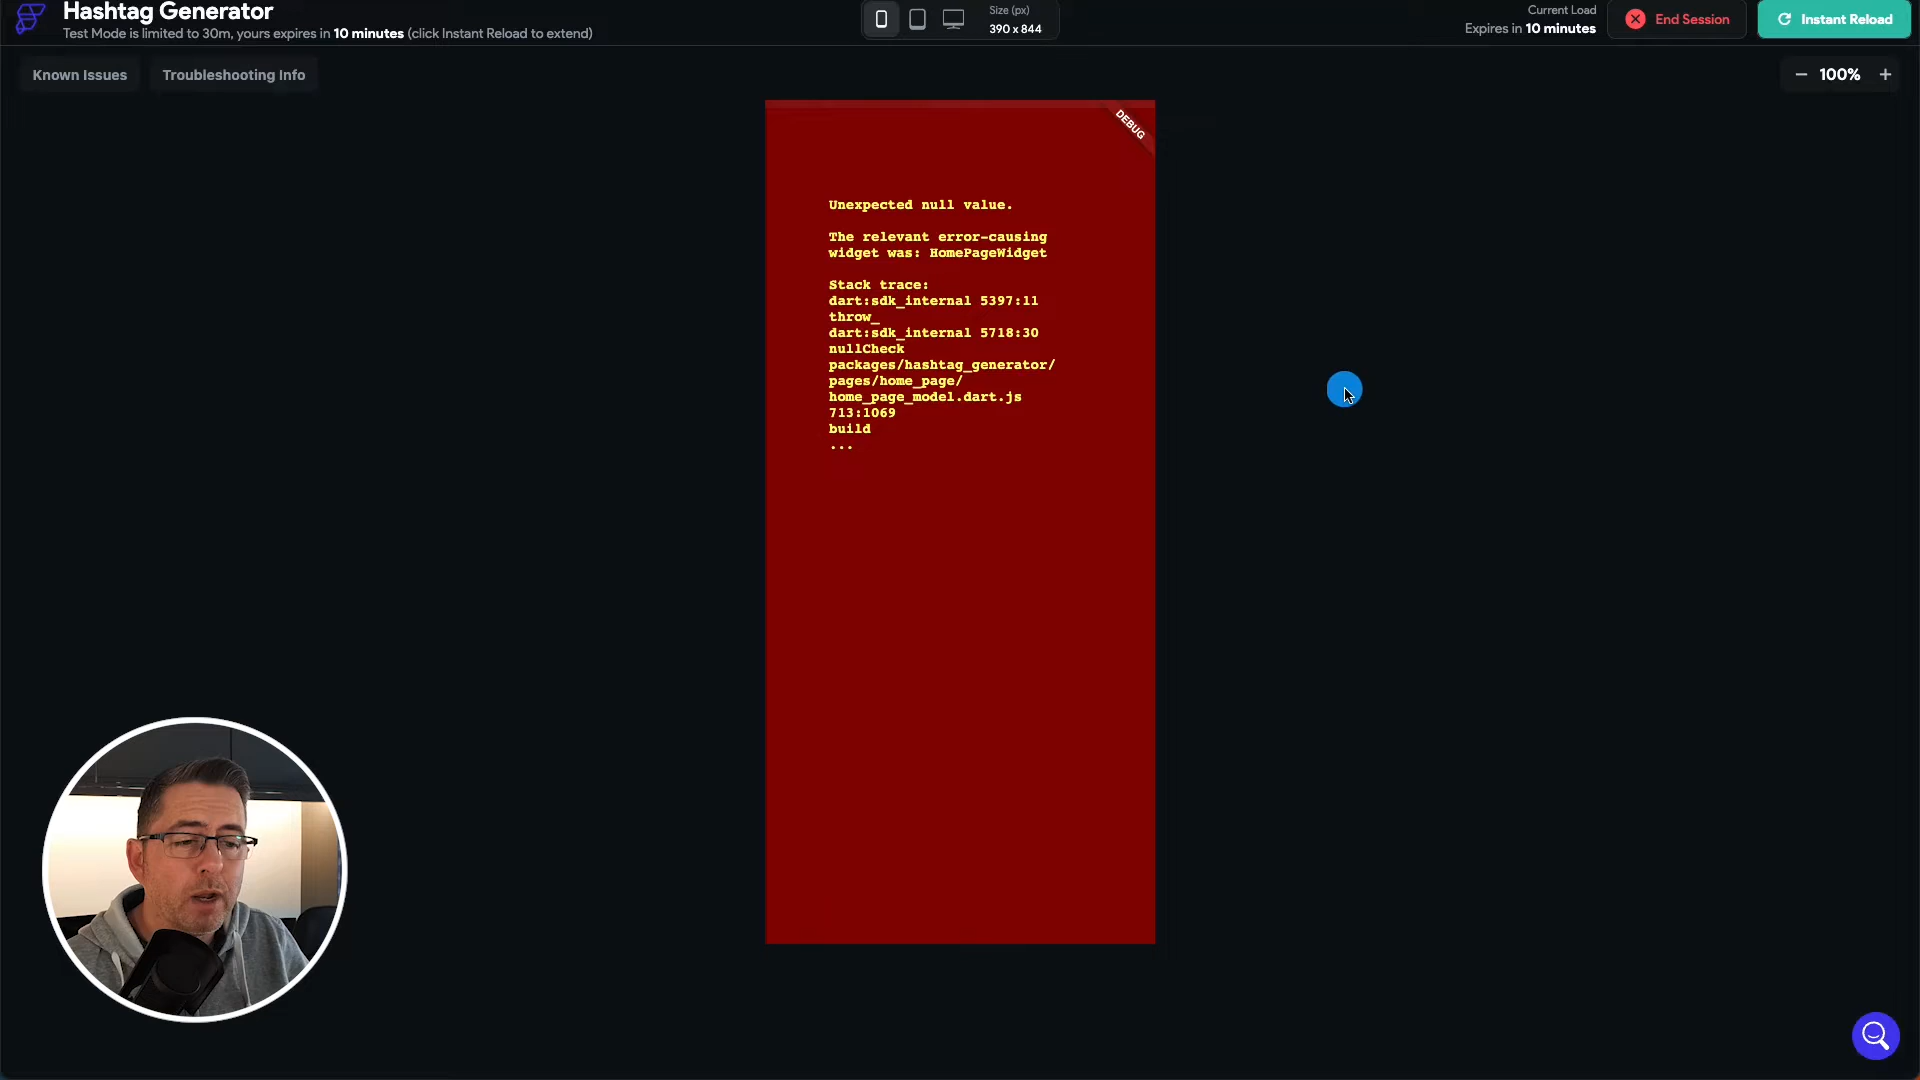 Hashtag Generator
Test Mode is limited to 30m, yours expires in 10 minutes (click Instant Reload to extend)
Size (px)
390 x 844
Current Load
Expires in 10 minutes
End Session
Instant Reload
Known Issues
Troubleshooting Info
100%
DEBUG
Unexpected null value.
The relevant error-causing
widget was: HomePageWidget
Stack trace:
dart:sdk_internal 5397:11
throw_
dart:sdk_internal 5718:30
nullCheck
packages/hashtag_generator/
pages/home_page/
home_page_model.dart.js
713:1069
build
...